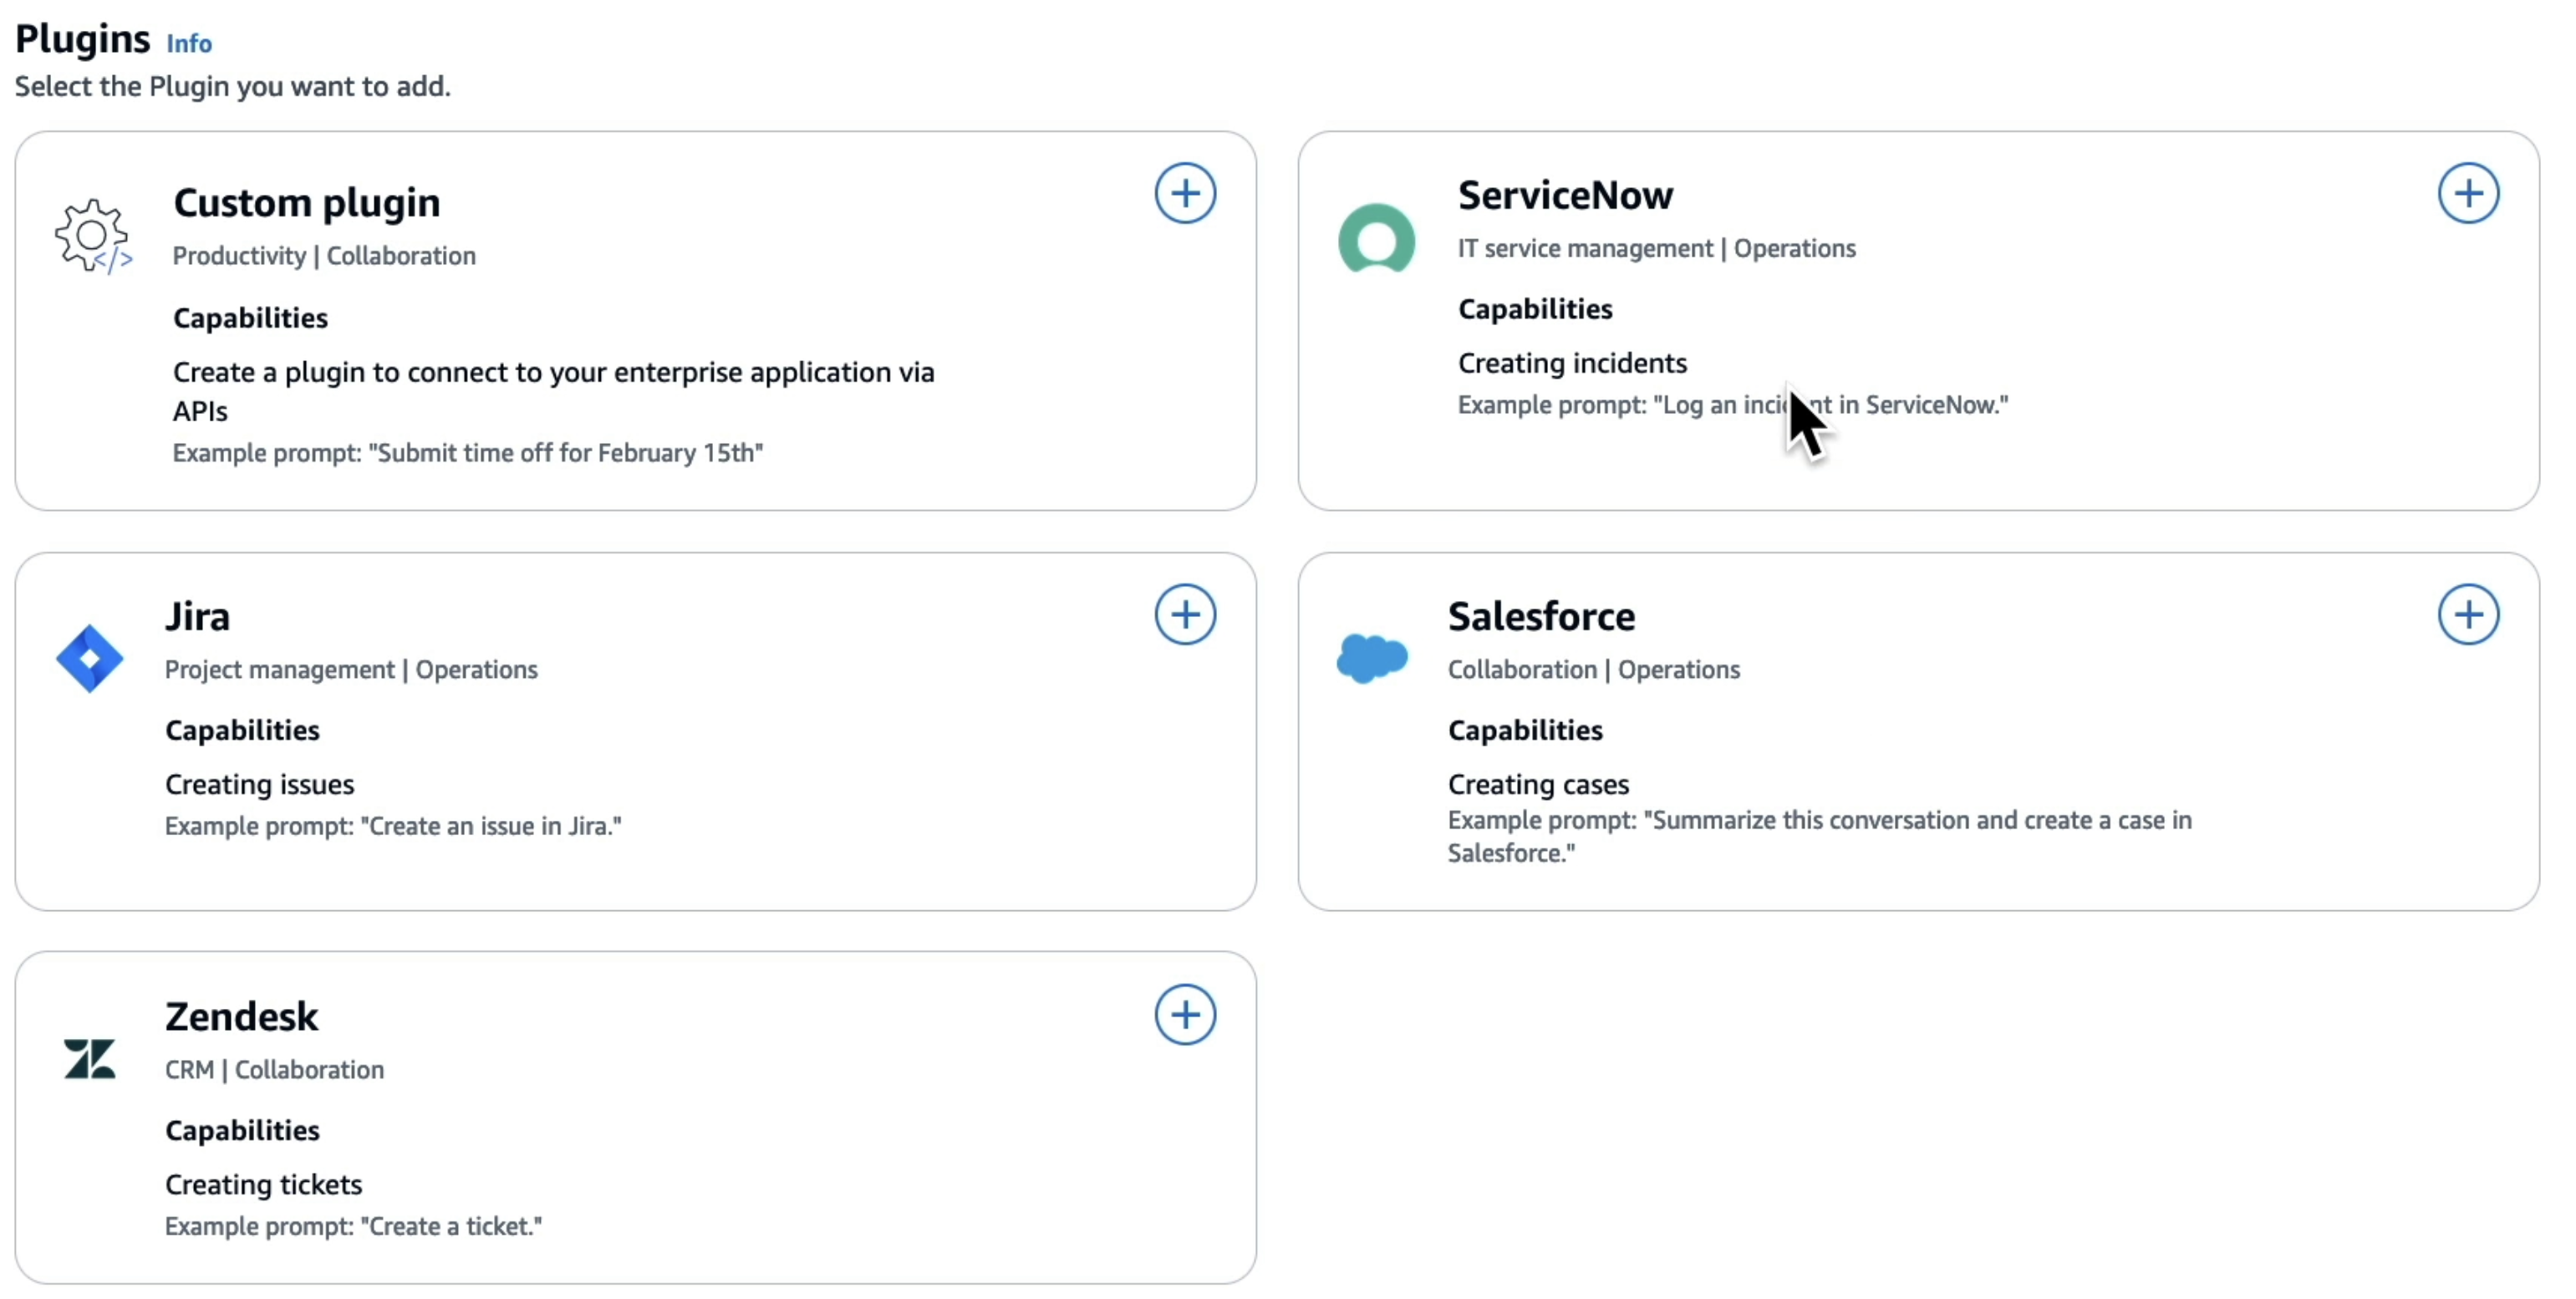 Plugins Info
Select the Plugin you want to add.
Custom plugin
Productivity | Collaboration
Capabilities
Create a plugin to connect to your enterprise application via
APIs
Example prompt: "Submit time off for February 15th"
ServiceNow
IT service management | Operations
Capabilities
Creating incidents
Example prompt: "Log an incident in ServiceNow."
Jira
Project management | Operations
Capabilities
Creating issues
Example prompt: "Create an issue in Jira."
Salesforce
Collaboration | Operations
Capabilities
Creating cases
Example prompt: "Summarize this conversation and create a case in
Salesforce."
Zendesk
CRM | Collaboration
Capabilities
Creating tickets
Example prompt: "Create a ticket."